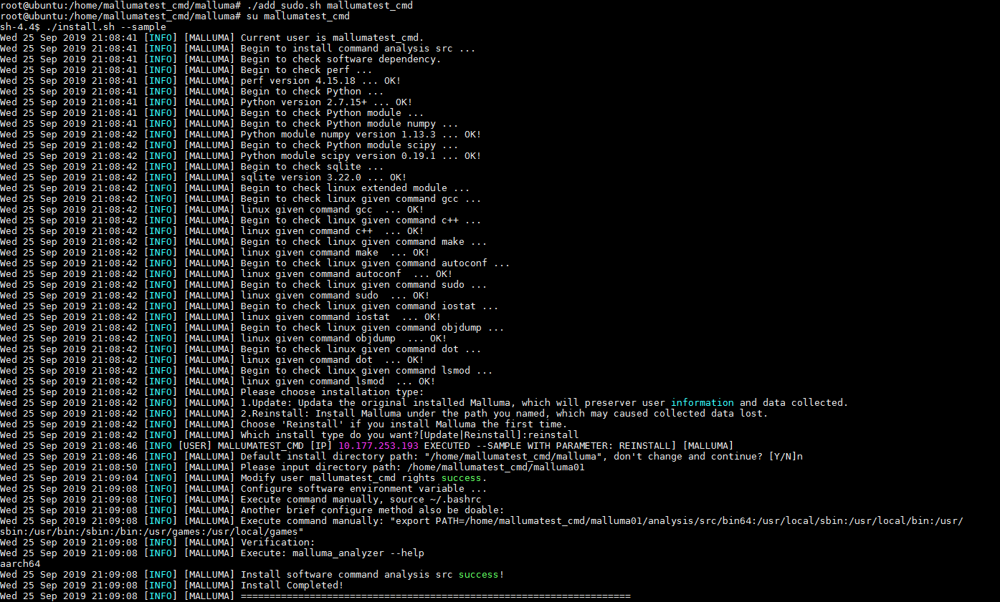 root@ubuntu:/home/mallumatest_cmd/malluma# ./add_sudo.sh mallumatest_cmd
root@ubuntu:/home/mallumatest_cmd/malluma# su mallumatest_cmd
sh-4.4$ ./install.sh --sample
Wed 25 Sep 2019 21:08:41 [INFO] [MALLUMA] Current user is mallumatest_cmd.
Wed 25 Sep 2019 21:08:41 [INFO] [MALLUMA] Begin to install command analysis src ...
Wed 25 Sep 2019 21:08:41 [INFO] [MALLUMA] Begin to check software dependency.
Wed 25 Sep 2019 21:08:41 [INFO] [MALLUMA] Begin to check perf ...
Wed 25 Sep 2019 21:08:41 [INFO] [MALLUMA] perf version 4.15.18 ... OK!
Wed 25 Sep 2019 21:08:41 [INFO] [MALLUMA] Begin to check Python ...
Wed 25 Sep 2019 21:08:41 [INFO] [MALLUMA] Python version 2.7.15+ ... OK!
Wed 25 Sep 2019 21:08:41 [INFO] [MALLUMA] Begin to check Python module ...
Wed 25 Sep 2019 21:08:41 [INFO] [MALLUMA] Begin to check Python module numpy ...
Wed 25 Sep 2019 21:08:42 [INFO] [MALLUMA] Python module numpy version 1.13.3 ... OK!
Wed 25 Sep 2019 21:08:42 [INFO] [MALLUMA] Begin to check Python module scipy ...
Wed 25 Sep 2019 21:08:42 [INFO] [MALLUMA] Python module scipy version 0.19.1 ... OK!
Wed 25 Sep 2019 21:08:42 [INFO] [MALLUMA] Begin to check sqlite ...
Wed 25 Sep 2019 21:08:42 [INFO] [MALLUMA] sqlite version 3.22.0 ... OK!
Wed 25 Sep 2019 21:08:42 [INFO] [MALLUMA] Begin to check linux extended module ...
Wed 25 Sep 2019 21:08:42 [INFO] [MALLUMA] Begin to check linux given command gcc ...
Wed 25 Sep 2019 21:08:42 [INFO] [MALLUMA] linux given command gcc  ... OK!
Wed 25 Sep 2019 21:08:42 [INFO] [MALLUMA] Begin to check linux given command c++ ...
Wed 25 Sep 2019 21:08:42 [INFO] [MALLUMA] linux given command c++  ... OK!
Wed 25 Sep 2019 21:08:42 [INFO] [MALLUMA] Begin to check linux given command make ...
Wed 25 Sep 2019 21:08:42 [INFO] [MALLUMA] linux given command make  ... OK!
Wed 25 Sep 2019 21:08:42 [INFO] [MALLUMA] Begin to check linux given command autoconf ...
Wed 25 Sep 2019 21:08:42 [INFO] [MALLUMA] linux given command autoconf  ... OK!
Wed 25 Sep 2019 21:08:42 [INFO] [MALLUMA] Begin to check linux given command sudo ...
Wed 25 Sep 2019 21:08:42 [INFO] [MALLUMA] linux given command sudo  ... OK!
Wed 25 Sep 2019 21:08:42 [INFO] [MALLUMA] Begin to check linux given command iostat ...
Wed 25 Sep 2019 21:08:42 [INFO] [MALLUMA] linux given command iostat  ... OK!
Wed 25 Sep 2019 21:08:42 [INFO] [MALLUMA] Begin to check linux given command objdump ...
Wed 25 Sep 2019 21:08:42 [INFO] [MALLUMA] linux given command objdump  ... OK!
Wed 25 Sep 2019 21:08:42 [INFO] [MALLUMA] Begin to check linux given command dot ...
Wed 25 Sep 2019 21:08:42 [INFO] [MALLUMA] linux given command dot  ... OK!
Wed 25 Sep 2019 21:08:42 [INFO] [MALLUMA] Begin to check linux given command lsmod ...
Wed 25 Sep 2019 21:08:42 [INFO] [MALLUMA] linux given command lsmod  ... OK!
Wed 25 Sep 2019 21:08:42 [INFO] [MALLUMA] Please choose installation type:
Wed 25 Sep 2019 21:08:42 [INFO] [MALLUMA] 1.Update: Updata the original installed Malluma, which will preserver user information and data collected.
Wed 25 Sep 2019 21:08:42 [INFO] [MALLUMA] 2.Reinstall: Install Malluma under the path you named, which may caused collected data lost.
Wed 25 Sep 2019 21:08:42 [INFO] [MALLUMA] Choose 'Reinstall' if you install Malluma the first time.
Wed 25 Sep 2019 21:08:42 [INFO] [MALLUMA] Which install type do you want?[Update|Reinstall]:reinstall
Wed 25 Sep 2019 21:08:46 [INFO [USER] MALLUMATEST_CMD [IP] 10.177.253.193 EXECUTED --SAMPLE WITH PARAMETER: REINSTALL] [MALLUMA]
Wed 25 Sep 2019 21:08:46 [INFO] [MALLUMA] Default install directory path: "/home/mallumatest_cmd/malluma", don't change and continue? [Y/N]n
Wed 25 Sep 2019 21:08:50 [INFO] [MALLUMA] Please input directory path: /home/mallumatest_cmd/malluma01
Wed 25 Sep 2019 21:09:04 [INFO] [MALLUMA] Modify user mallumatest_cmd rights success.
Wed 25 Sep 2019 21:09:08 [INFO] [MALLUMA] Configure software environment variable ...
Wed 25 Sep 2019 21:09:08 [INFO] [MALLUMA] Execute command manually, source ~/.bashrc
Wed 25 Sep 2019 21:09:08 [INFO] [MALLUMA] Another brief configure method also be doable:
Wed 25 Sep 2019 21:09:08 [INFO] [MALLUMA] Execute command manually: "export PATH=/home/mallumatest_cmd/malluma01/analysis/src/bin64:/usr/local/sbin:/usr/local/bin:/usr/
sbin:/usr/bin:/sbin:/bin:/usr/games:/usr/local/games"
Wed 25 Sep 2019 21:09:08 [INFO] [MALLUMA] Verification:
Wed 25 Sep 2019 21:09:08 [INFO] [MALLUMA] Execute: malluma_analyzer --help
aarch64
Wed 25 Sep 2019 21:09:08 [INFO] [MALLUMA] Install software command analysis src success!
Wed 25 Sep 2019 21:09:08 [INFO] [MALLUMA] Install Completed!
Wed 25 Sep 2019 21:09:08 [INFO] [MALLUMA] ====================================================================